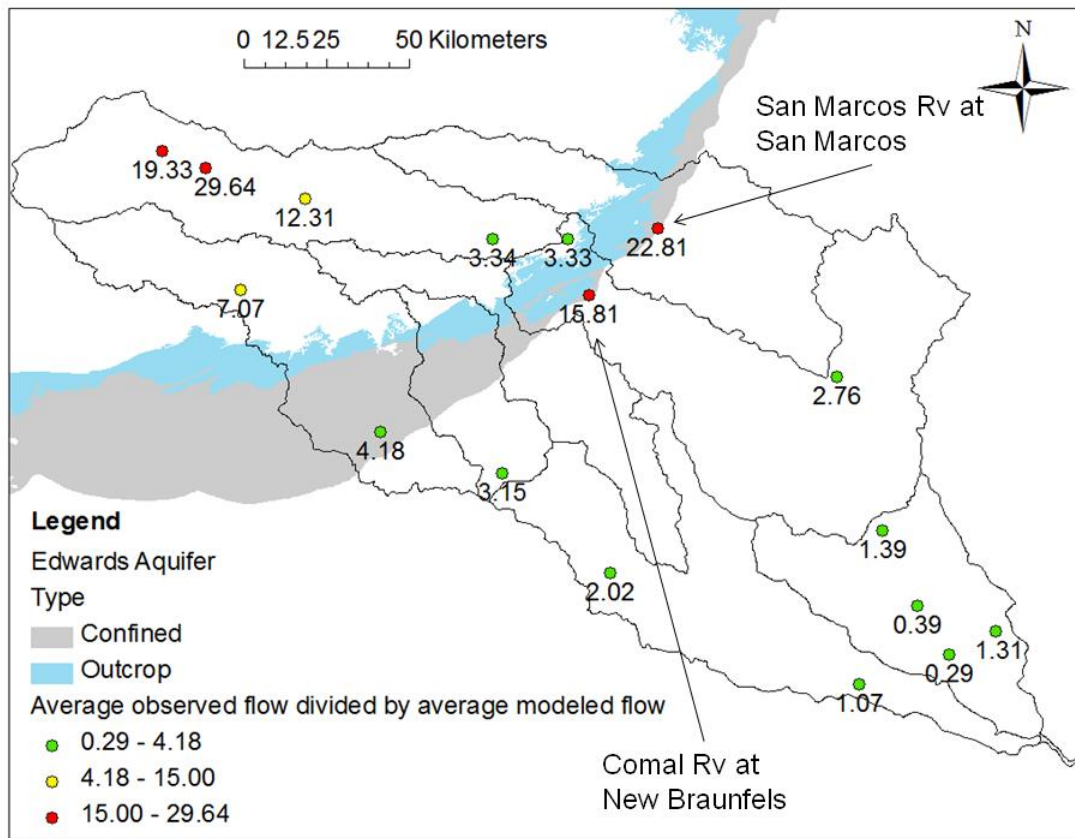 0 12.525 50 Kilometers
N
San Marcos Rv at
San Marcos
19.33
29.64
12.31
3.34
3.33
22.81
7.07
15.81
2.76
4.18
3.15
1.39
2.02
0.39
1.31
0.29
1.07
Legend
Edwards Aquifer
Type
Confined
Outcrop
Average observed flow divided by average modeled flow
0.29 - 4.18
4.18 - 15.00
15.00 - 29.64
Comal Rv at
New Braunfels